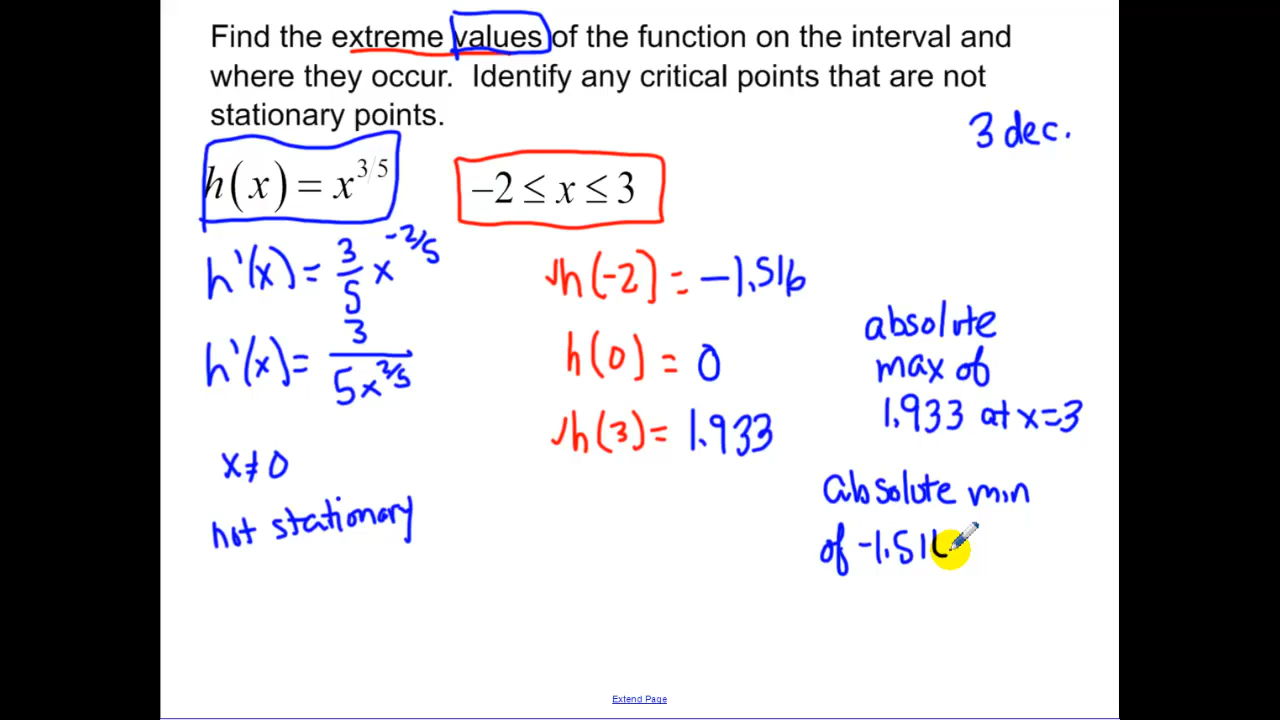 Find the extreme values of the function on the interval and
where they occur. Identify any critical points that are not
stationary points.
3 dec.
h(x) = x^{3/5}
-2 ≤ x ≤ 3
h'(x) = 3/5 x^{-2/5}
h'(x) = 3/(5x^{2/5})
x ≠ 0
not stationary
√h(-2) = -1.516
h(0) = 0
√h(3) = 1.933
absolute
max of
1.933 at x=3
absolute min
of -1.51
Extend Page